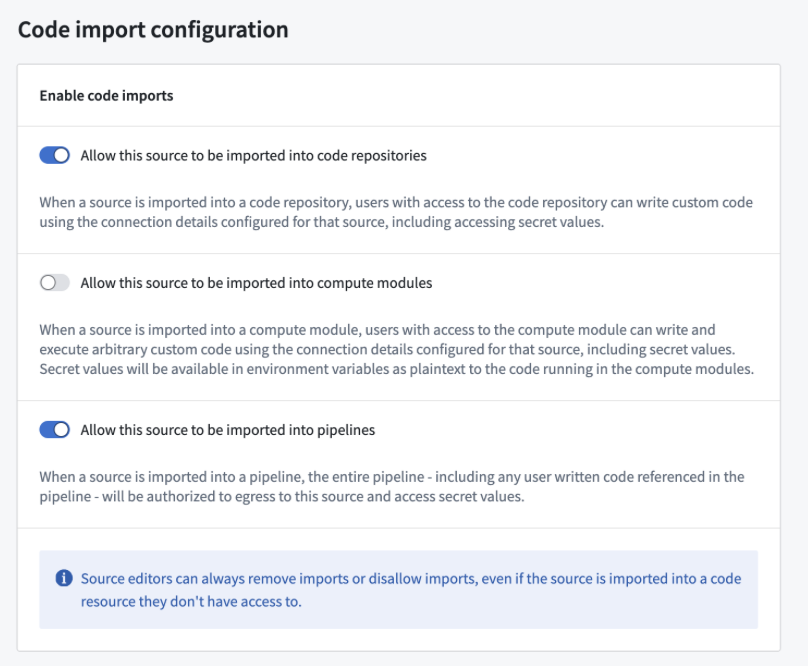 Code import configuration
Enable code imports
Allow this source to be imported into code repositories
When a source is imported into a code repository, users with access to the code repository can write custom code
using the connection details configured for that source, including accessing secret values.
Allow this source to be imported into compute modules
When a source is imported into a compute module, users with access to the compute module can write and
execute arbitrary custom code using the connection details configured for that source, including secret values.
Secret values will be available in environment variables as plaintext to the code running in the compute modules.
Allow this source to be imported into pipelines
When a source is imported into a pipeline, the entire pipeline - including any user written code referenced in the
pipeline - will be authorized to egress to this source and access secret values.
Source editors can always remove imports or disallow imports, even if the source is imported into a code
resource they don't have access to.